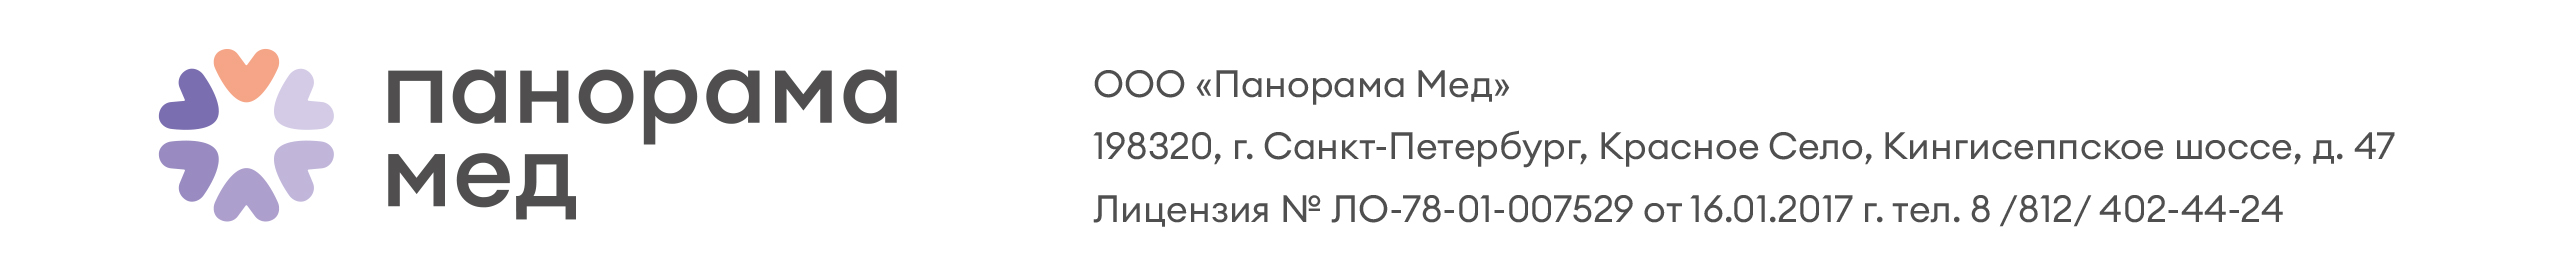 панорама
мед
ООО «Панорама Мед»
198320, г. Санкт-Петербург, Красное Село, Кингисеппское шоссе, д. 47
Лицензия № ЛО-78-01-007529 от 16.01.2017 г. тел. 8 /812/ 402-44-24